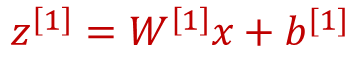 z^[1] = W^[1]x + b^[1]